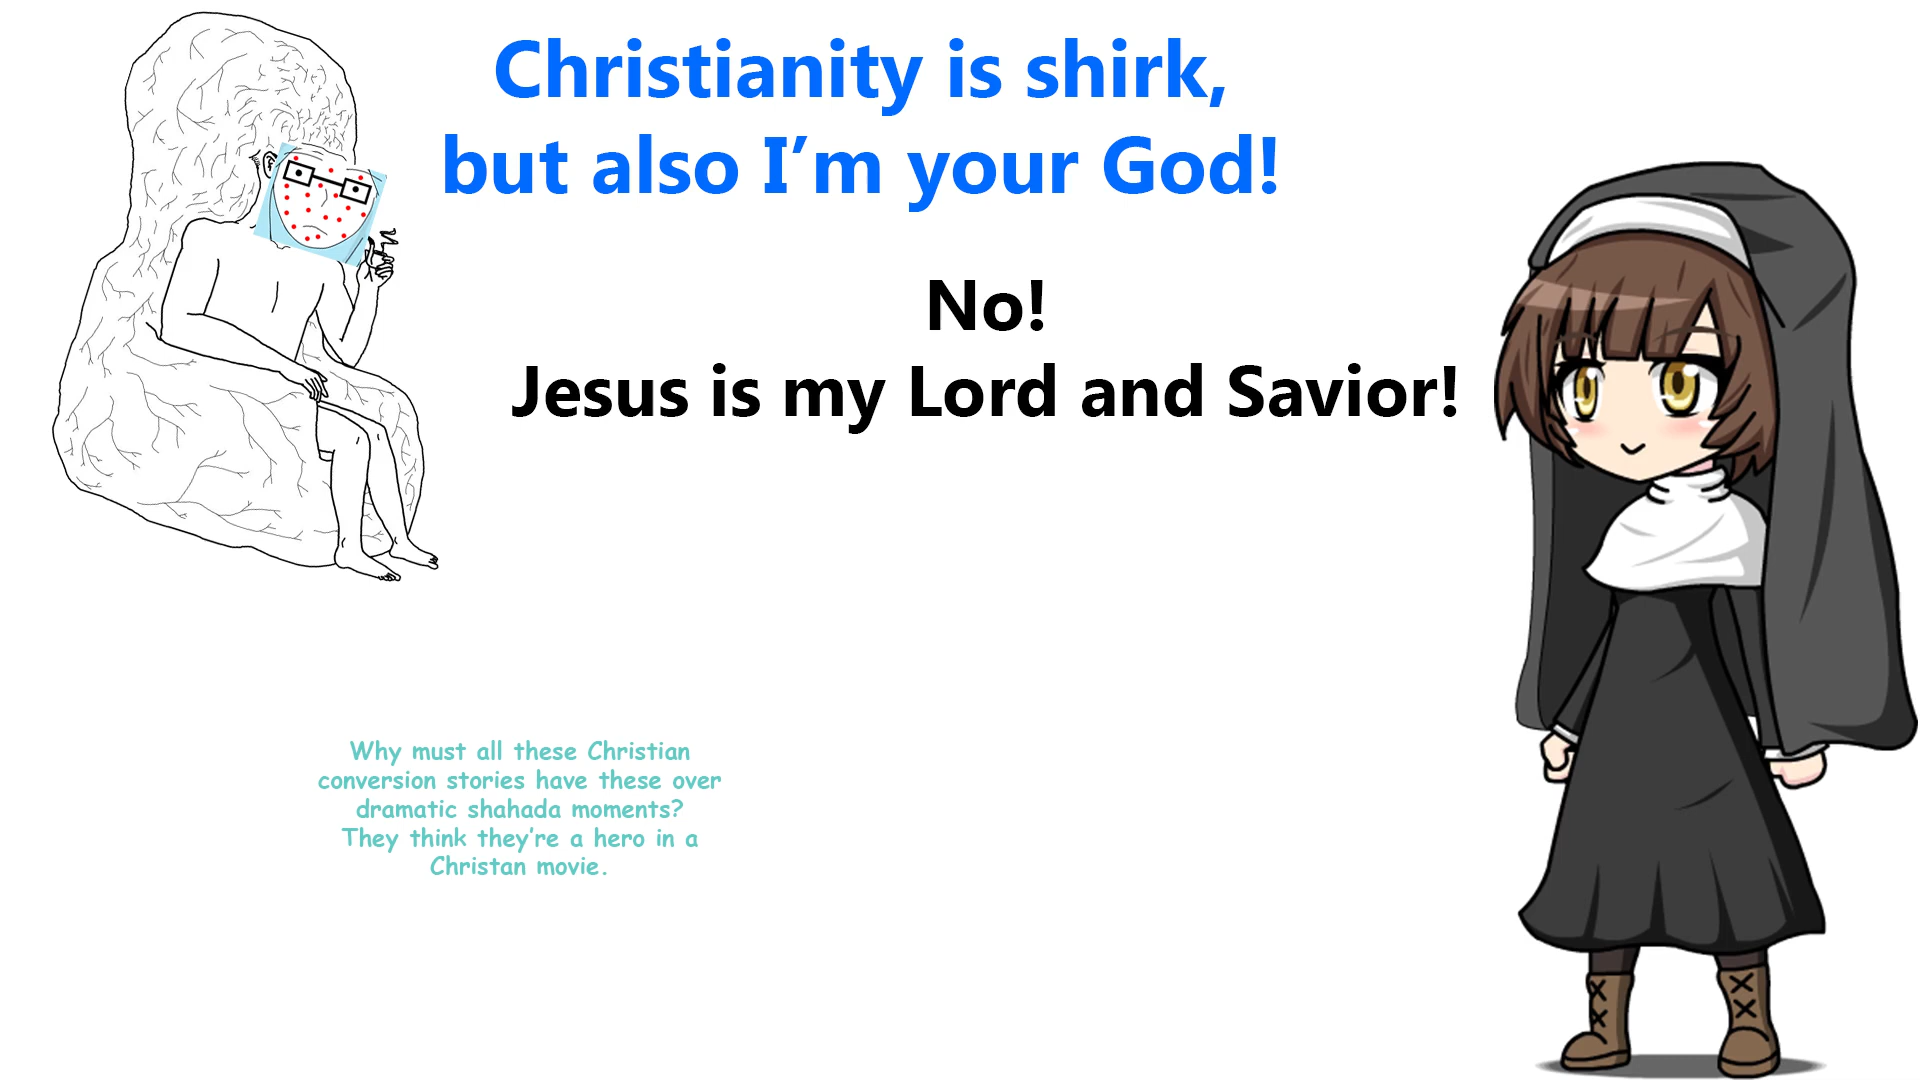 Christianity is shirk,
but also I’m your God!
No!
Jesus is my Lord and Savior!
Why must all these Christian
conversion stories have these over
dramatic shahada moments?
They think they’re a hero in a
Christan movie.